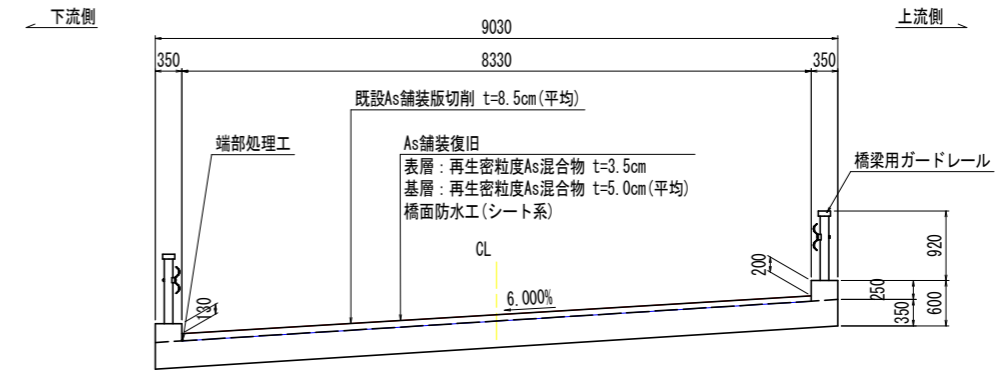 下流側
上流側
9030
350
8330
350
既設As舗装版切削 t=8.5cm(平均)
端部処理工
As舗装復旧
表層：再生密粒度As混合物 t=3.5cm
基層：再生密粒度As混合物 t=5.0cm(平均)
橋面防水工(シート系)
橋梁用ガードレール
CL
6.000%
200
130
920
250
350
600